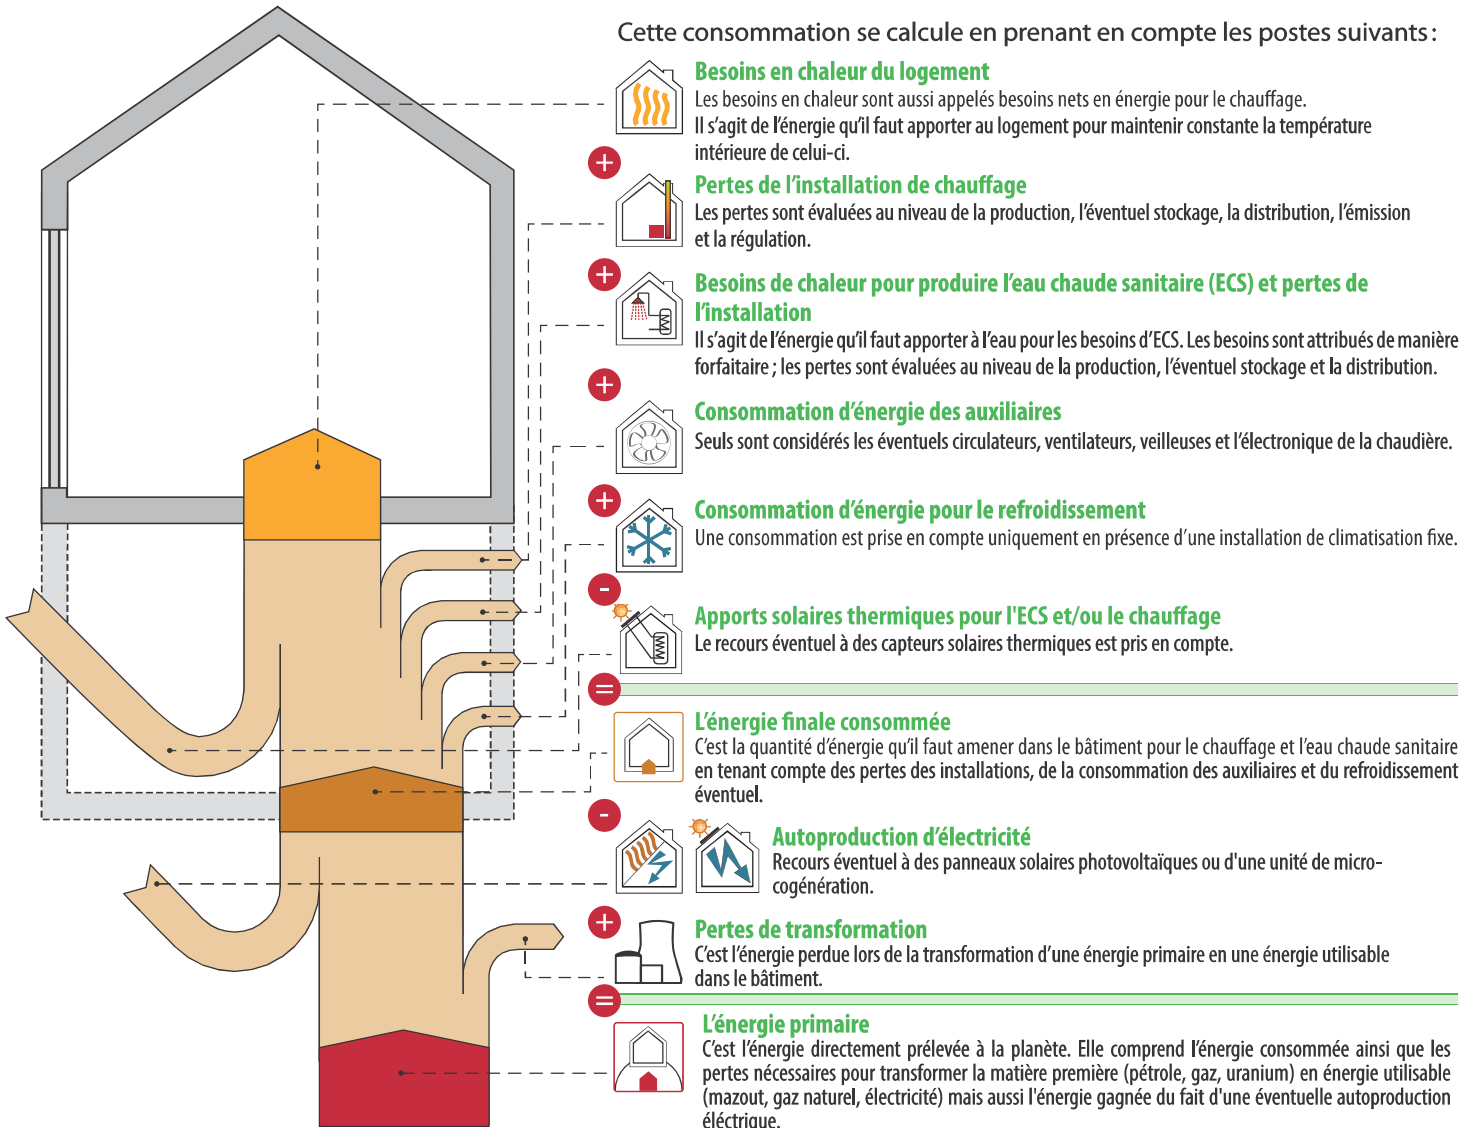 Cette consommation se calcule en prenant en compte les postes suivants :
Besoins en chaleur du logement
Les besoins en chaleur sont aussi appelés besoins nets en énergie pour le chauffage.
Il s’agit de l’énergie qu’il faut apporter au logement pour maintenir constante la température
intérieure de celui-ci.
+
Pertes de l’installation de chauffage
Les pertes sont évaluées au niveau de la production, l’éventuel stockage, la distribution, l’émission
et la régulation.
+
Besoins de chaleur pour produire l’eau chaude sanitaire (ECS) et pertes de
l’installation
Il s’agit de l’énergie qu’il faut apporter à l’eau pour les besoins d’ECS. Les besoins sont attribués de manière
forfaitaire ; les pertes sont évaluées au niveau de la production, l’éventuel stockage et la distribution.
+
Consommation d’énergie des auxiliaires
Seuls sont considérés les éventuels circulateurs, ventilateurs, veilleuses et l’électronique de la chaudière.
+
Consommation d’énergie pour le refroidissement
Une consommation est prise en compte uniquement en présence d’une installation de climatisation fixe.
-
Apports solaires thermiques pour l'ECS et/ou le chauffage
Le recours éventuel à des capteurs solaires thermiques est pris en compte.
=
L’énergie finale consommée
C’est la quantité d’énergie qu’il faut amener dans le bâtiment pour le chauffage et l’eau chaude sanitaire
en tenant compte des pertes des installations, de la consommation des auxiliaires et du refroidissement
éventuel.
-
Autoproduction d’électricité
Recours éventuel à des panneaux solaires photovoltaïques ou d'une unité de micro-
cogénération.
+
Pertes de transformation
C’est l’énergie perdue lors de la transformation d’une énergie primaire en une énergie utilisable
dans le bâtiment.
=
L’énergie primaire
C’est l’énergie directement prélevée à la planète. Elle comprend l’énergie consommée ainsi que les
pertes nécessaires pour transformer la matière première (pétrole, gaz, uranium) en énergie utilisable
(mazout, gaz naturel, électricité) mais aussi l'énergie gagnée du fait d'une éventuelle autoproduction
éléctrique.